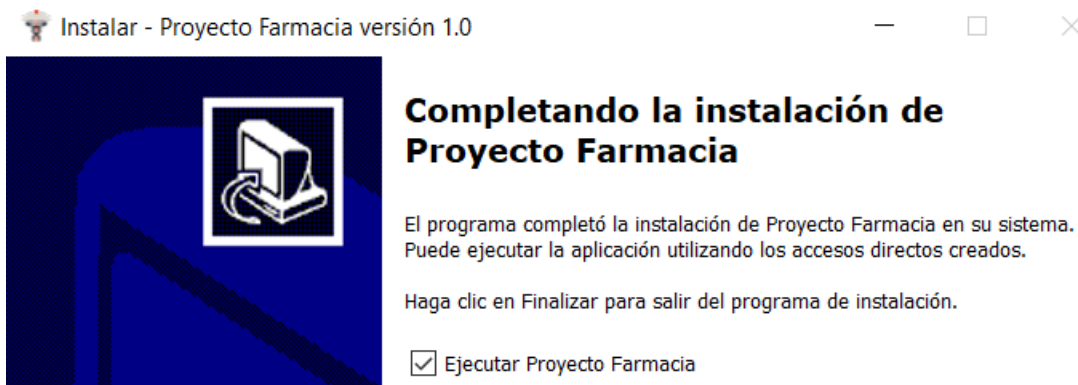 Instalar - Proyecto Farmacia versión 1.0
Completando la instalación de
Proyecto Farmacia
El programa completó la instalación de Proyecto Farmacia en su sistema.
Puede ejecutar la aplicación utilizando los accesos directos creados.
Haga clic en Finalizar para salir del programa de instalación.
Ejecutar Proyecto Farmacia